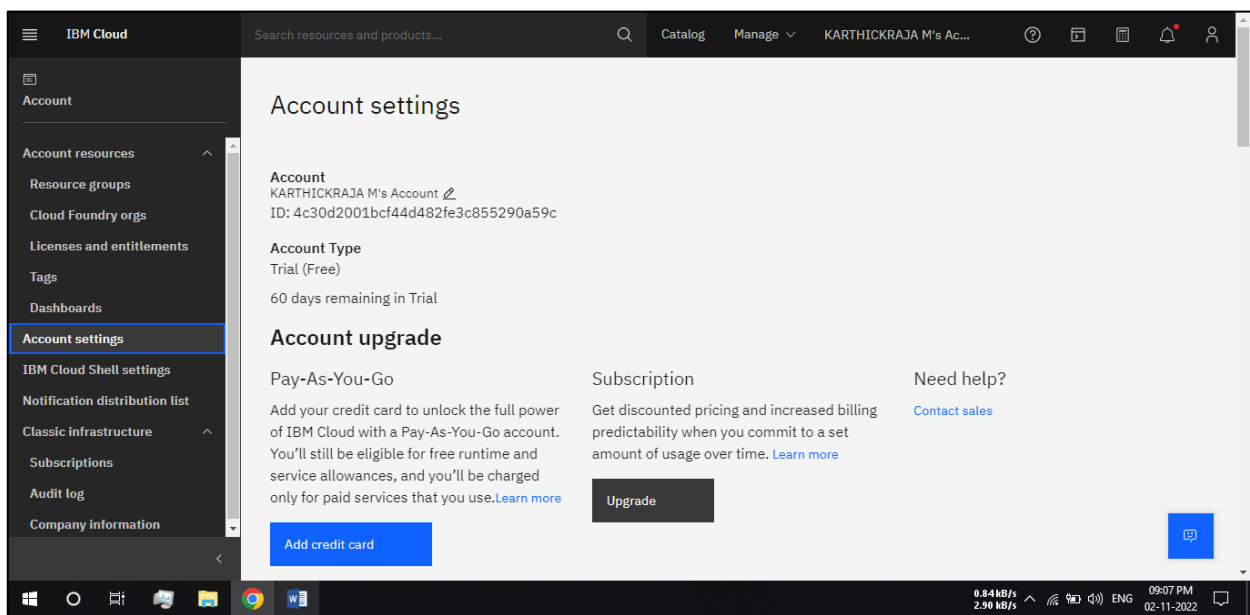 IBM Cloud
Search resources and products...
Catalog
Manage
KARTHICKRAJA M's Ac...
Account
Account resources
Resource groups
Cloud Foundry orgs
Licenses and entitlements
Tags
Dashboards
Account settings
IBM Cloud Shell settings
Notification distribution list
Classic infrastructure
Subscriptions
Audit log
Company information
Account settings
Account
KARTHICKRAJA M's Account
ID: 4c30d2001bcf44d482fe3c855290a59c
Account Type
Trial (Free)
60 days remaining in Trial
Account upgrade
Pay-As-You-Go
Add your credit card to unlock the full power
of IBM Cloud with a Pay-As-You-Go account.
You'll still be eligible for free runtime and
service allowances, and you'll be charged
only for paid services that you use.Learn more
Add credit card
Subscription
Get discounted pricing and increased billing
predictability when you commit to a set
amount of usage over time. Learn more
Upgrade
Need help?
Contact sales
0.84 kB/s
2.90 kB/s
ENG
09:07 PM
02-11-2022